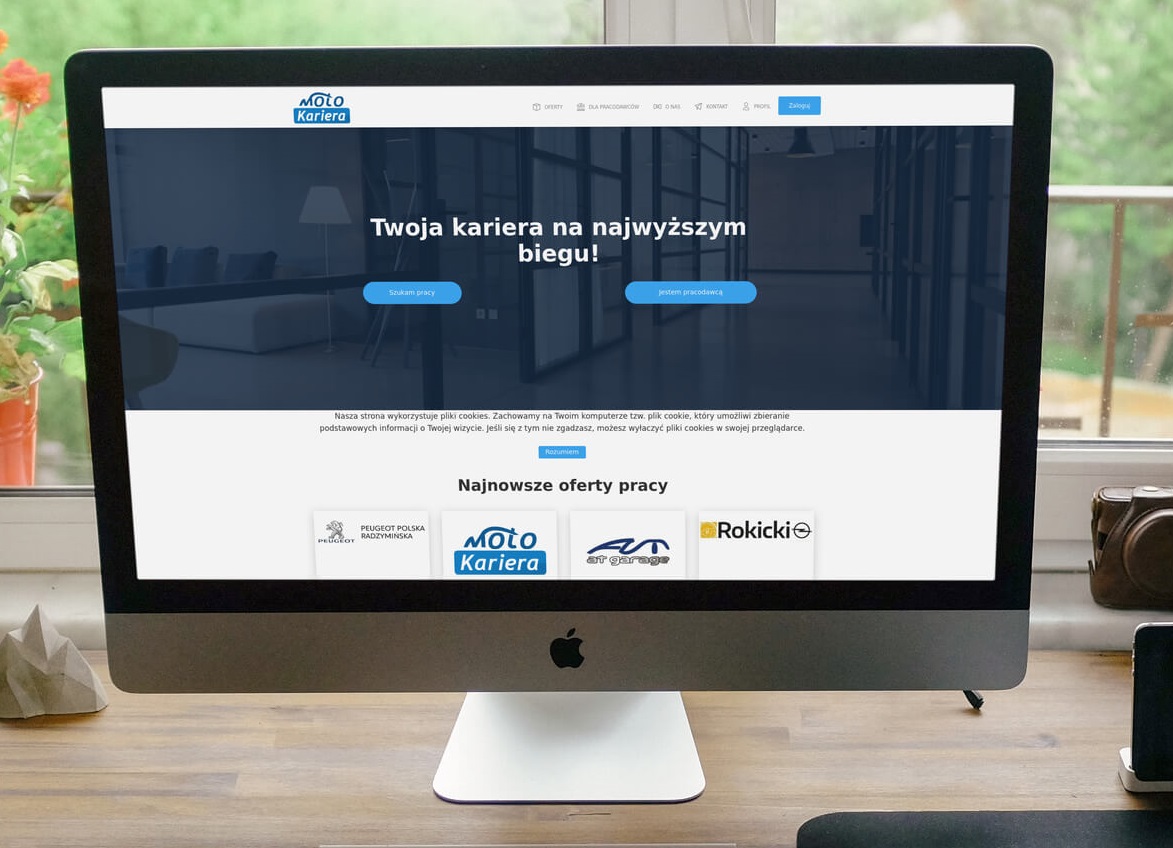 Moto
Kariera
OFERTY
DLA PRACODAWCÓW
O NAS
KONTAKT
PROFIL
Zaloguj
Twoja kariera na najwyższym
biegu!
Szukam pracy
Jestem pracodawcą
Nasza strona wykorzystuje pliki cookies. Zachowamy na Twoim komputerze tzw. plik cookie, który umożliwi zbieranie
podstawowych informacji o Twojej wizycie. Jeśli się z tym nie zgadzasz, możesz wyłaczyć pliki cookies w swojej przeglądarce.
Rozumiem
Najnowsze oferty pracy
PEUGEOT
PEUGEOT POLSKA
RADZYMIŃSKA
Moto
Kariera
at garage
Rokicki